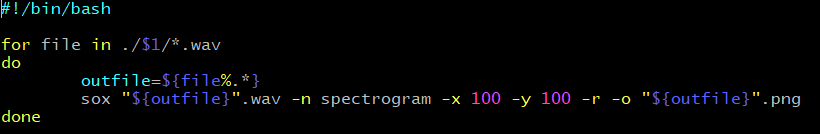 #!/bin/bash
for file in ./$1/*.wav
do
outfile=${file%.*}
sox "${outfile}".wav -n spectrogram -x 100 -y 100 -r -o "${outfile}".png
done